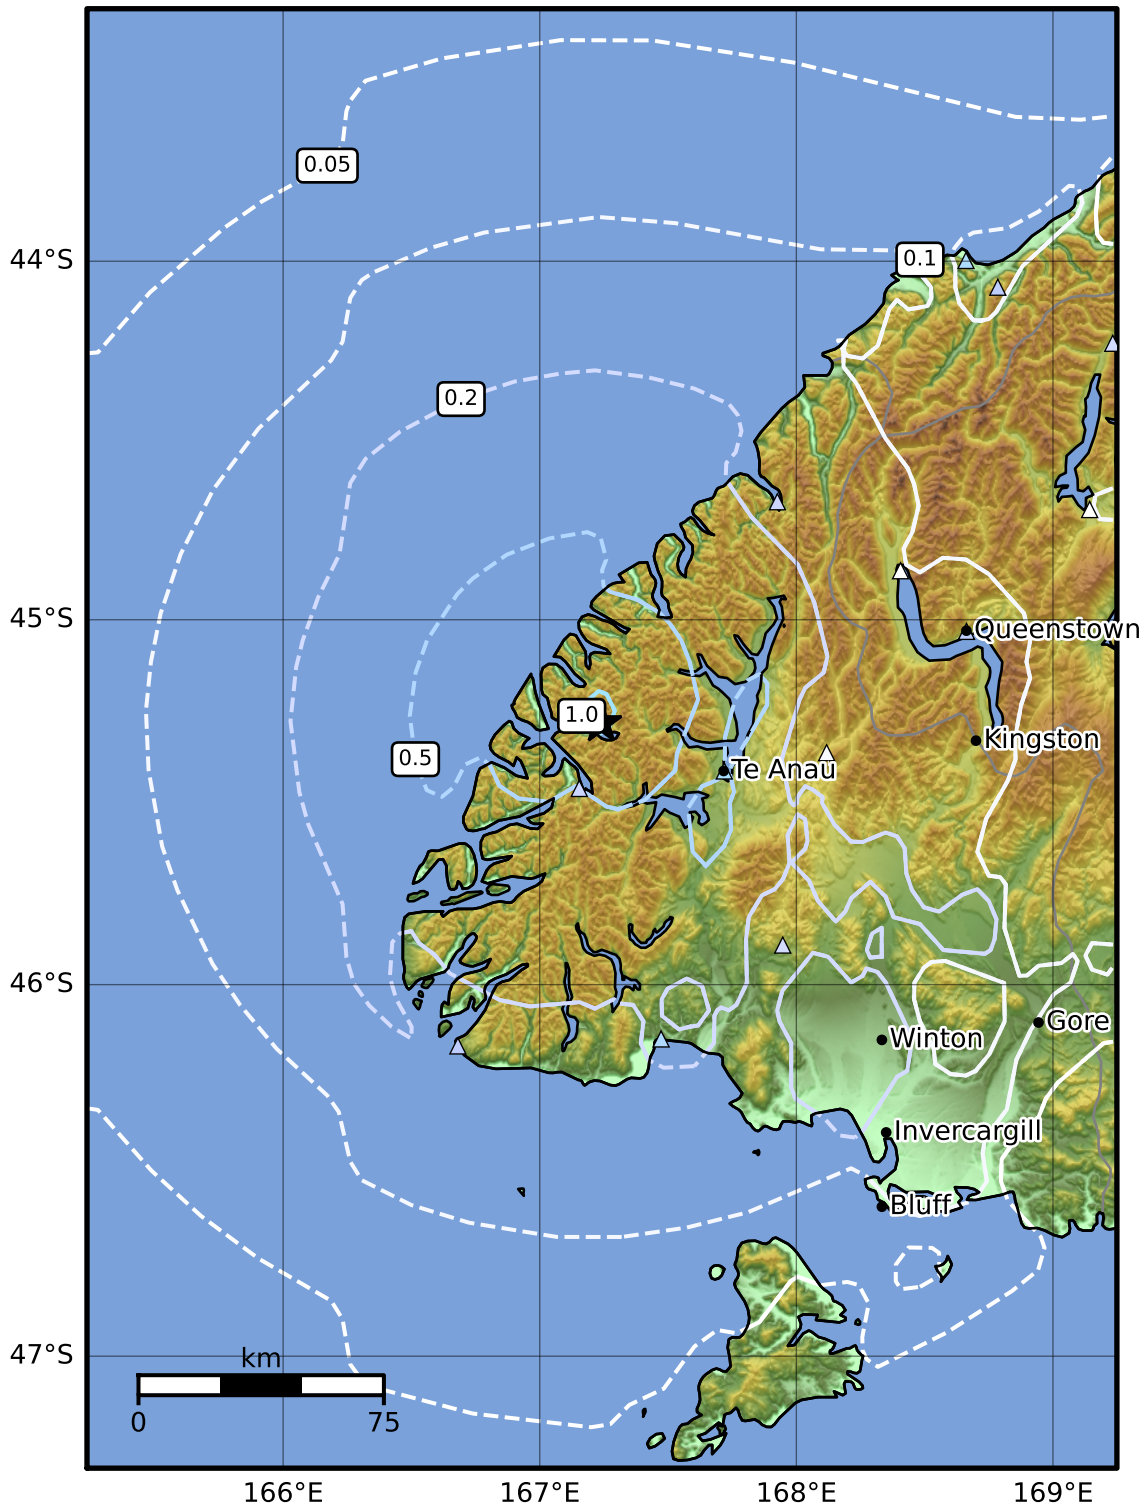 0.05
44°S
0.1
0.2
45°S
Queenstown
1.0
Kingston
0.5
Te Anau
46°S
Gore
Winton
Invercargill
Bluff
47°S
km
0
75
166°E
167°E
168°E
169°E